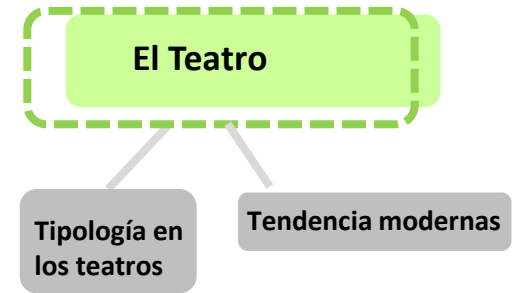 El Teatro
Tipología en
los teatros
Tendencia modernas